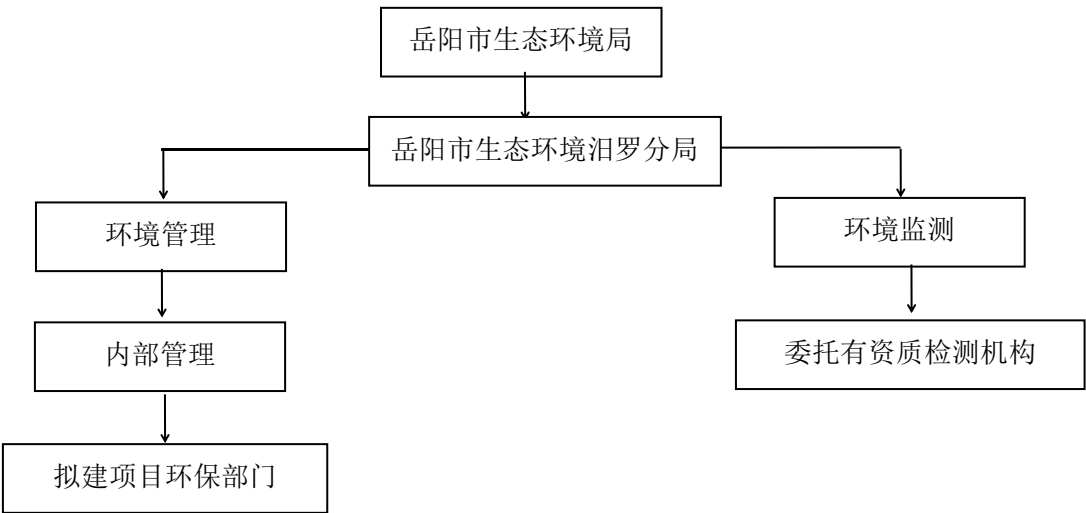 岳阳市生态环境局
岳阳市生态环境汨罗分局
环境管理
环境监测
内部管理
委托有资质检测机构
拟建项目环保部门